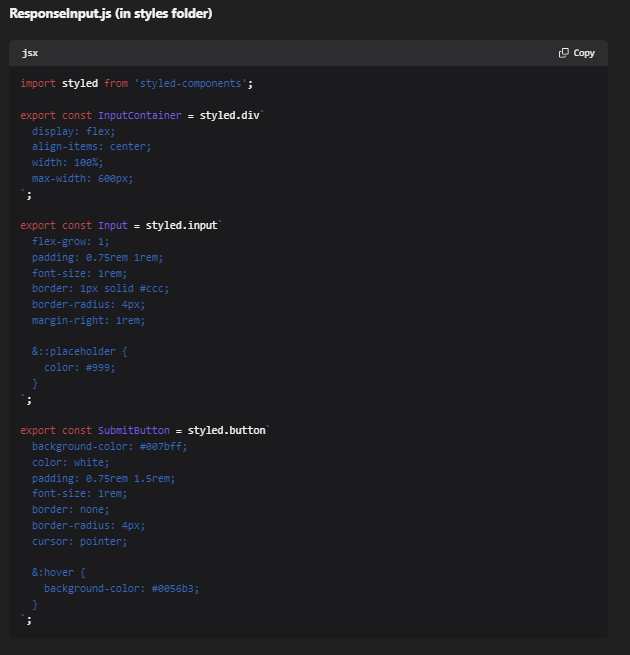 ResponseInput.js (in styles folder)
jsx
Copy
import styled from 'styled-components';
export const InputContainer = styled.div`
  display: flex;
  align-items: center;
  width: 100%;
  max-width: 600px;
`;
export const Input = styled.input`
  flex-grow: 1;
  padding: 0.75rem 1rem;
  font-size: 1rem;
  border: 1px solid #ccc;
  border-radius: 4px;
  margin-right: 1rem;
  &::placeholder {
    color: #999;
  }
`;
export const SubmitButton = styled.button`
  background-color: #007bff;
  color: white;
  padding: 0.75rem 1.5rem;
  font-size: 1rem;
  border: none;
  border-radius: 4px;
  cursor: pointer;
  &:hover {
    background-color: #0056b3;
  }
`;